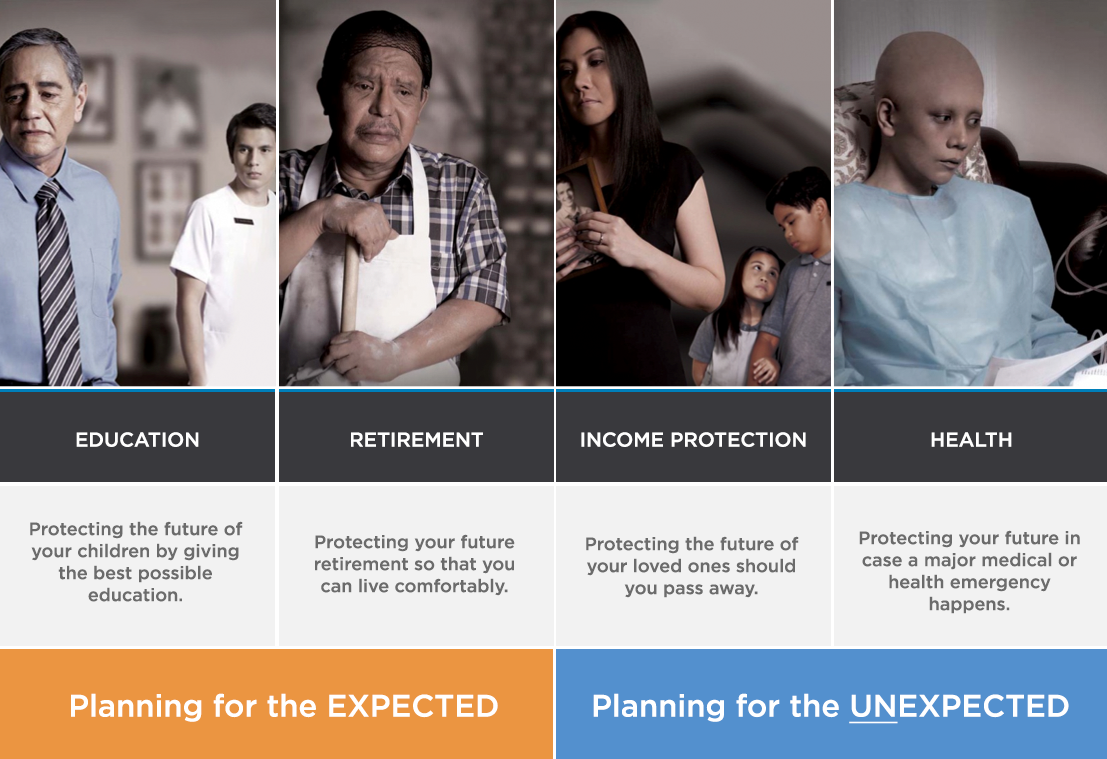 EDUCATION
RETIREMENT
INCOME PROTECTION
HEALTH
Protecting the future of
your children by giving
the best possible
education.
Protecting your future
retirement so that you
can live comfortably.
Protecting the future of
your loved ones should
you pass away.
Protecting your future in
case a major medical or
health emergency
happens.
Planning for the EXPECTED
Planning for the UNEXPECTED